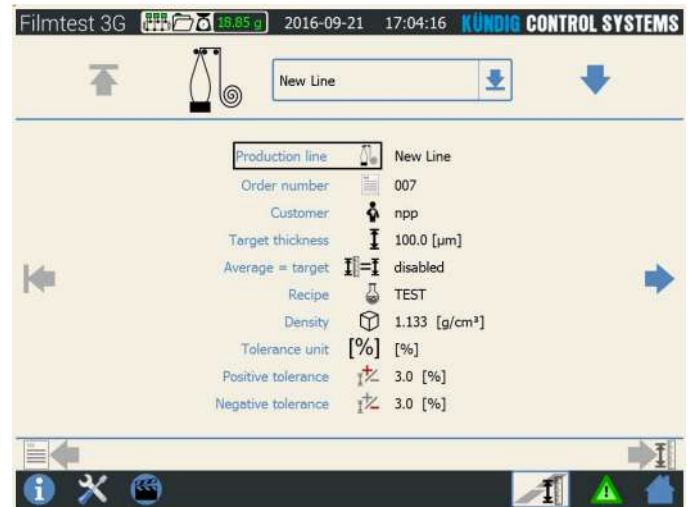 Filmtest 3G 18.85 g 2016-09-21 17:04:16 KÜNDIG CONTROL SYSTEMS
New Line
Production line New Line
Order number 007
Customer npp
Target thickness 100.0 [µm]
Average = target disabled
Recipe TEST
Density 1.133 [g/cm³]
Tolerance unit [%] [%]
Positive tolerance 3.0 [%]
Negative tolerance 3.0 [%]